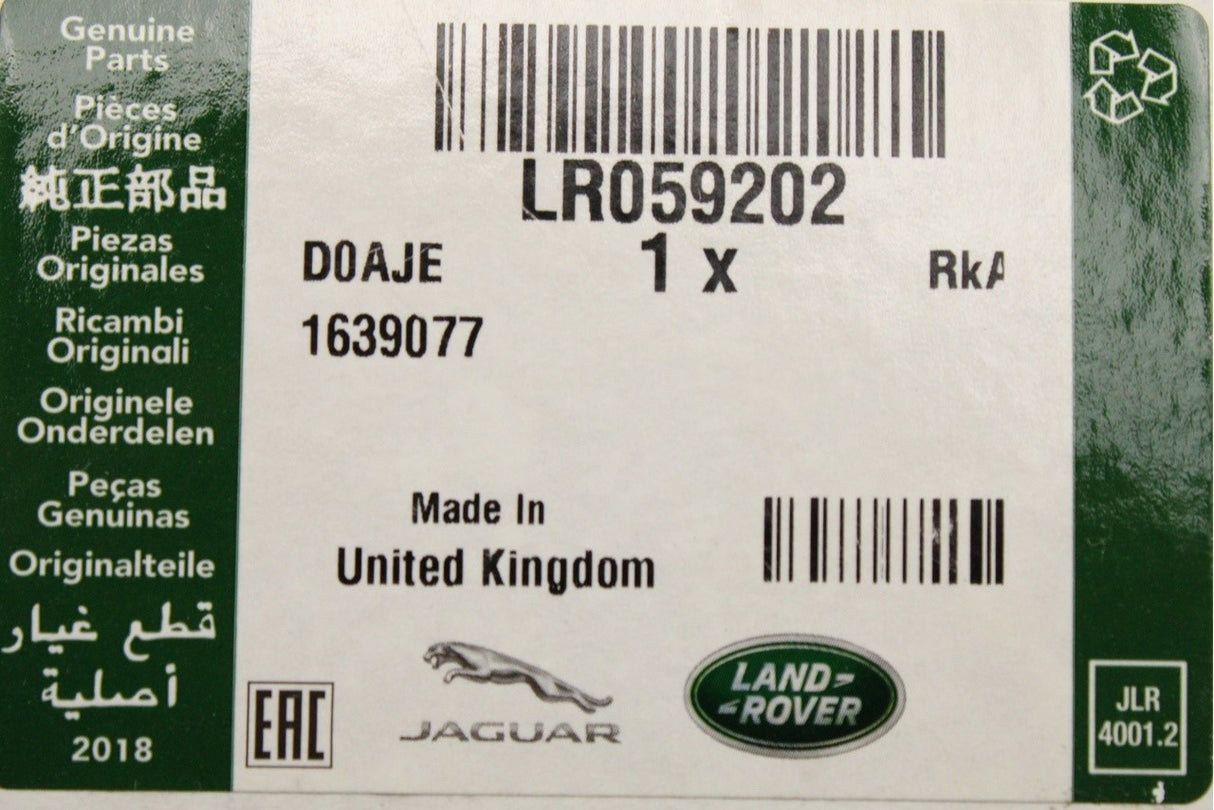 Genuine
Parts
Pièces
d'Origine
純正部品
Piezas
Originales
Ricambi
Originali
Originele
Onderdelen
Peças
Genuinas
Originalteile
قطع غيار
أصلية
2018
LR059202
D0AJE
1 x
RkA
1639077
Made In
United Kingdom
EAC
JAGUAR
LAND
ROVER
JLR
4001.2